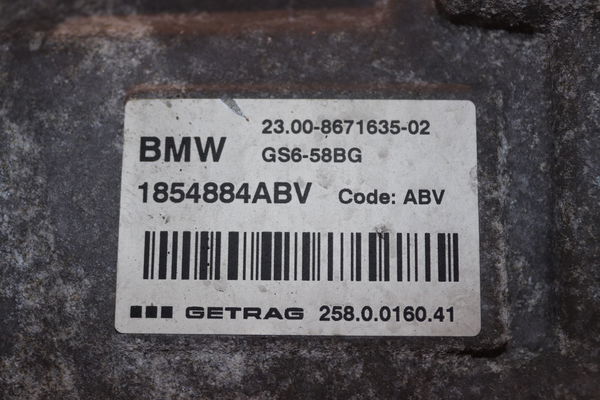 23.00-8671635-02
BMW GS6-58BG
1854884ABV Code: ABV
GETRAG 258.0.0160.41